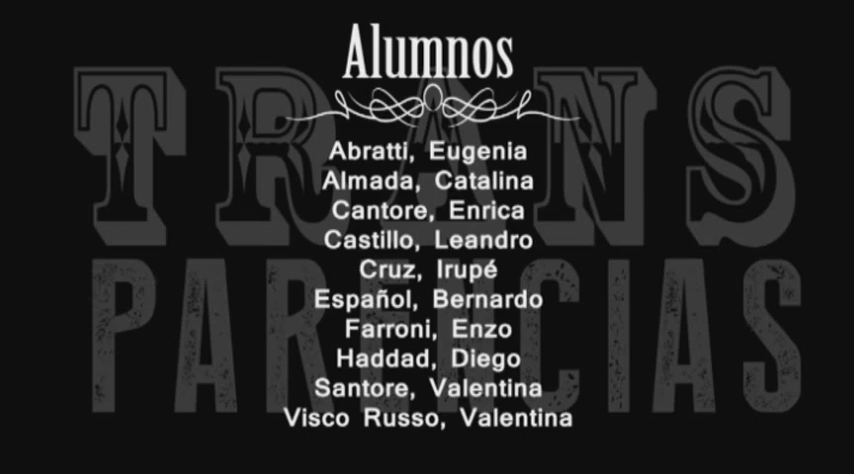 Alumnos
TRANS
PARENCIAS
Abratti, Eugenia
Almada, Catalina
Cantore, Enrica
Castillo, Leandro
Cruz, Irupé
Español, Bernardo
Farroni, Enzo
Haddad, Diego
Santore, Valentina
Visco Russo, Valentina